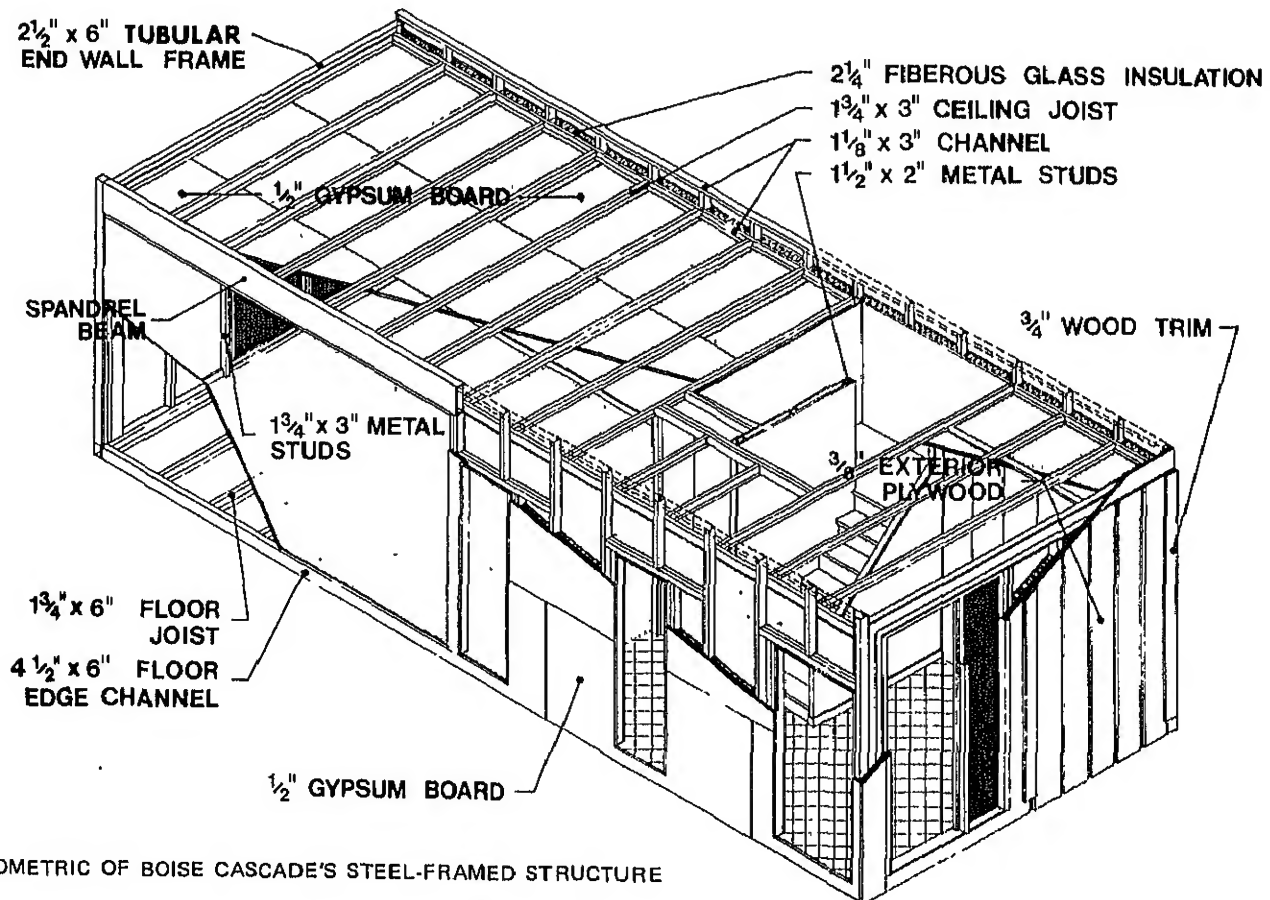 2½" x 6" TUBULAR
END WALL FRAME
2¼" FIBEROUS GLASS INSULATION
1¾" x 3" CEILING JOIST
1⅛" x 3" CHANNEL
1½" x 2" METAL STUDS
½" GYPSUM BOARD
SPANDREL
BEAM
¾" WOOD TRIM
1¾" x 3" METAL
STUDS
⅜" EXTERIOR
PLYWOOD
1¾" x 6" FLOOR
JOIST
4½" x 6" FLOOR
EDGE CHANNEL
½" GYPSUM BOARD
OMETRIC OF BOISE CASCADE'S STEEL-FRAMED STRUCTURE